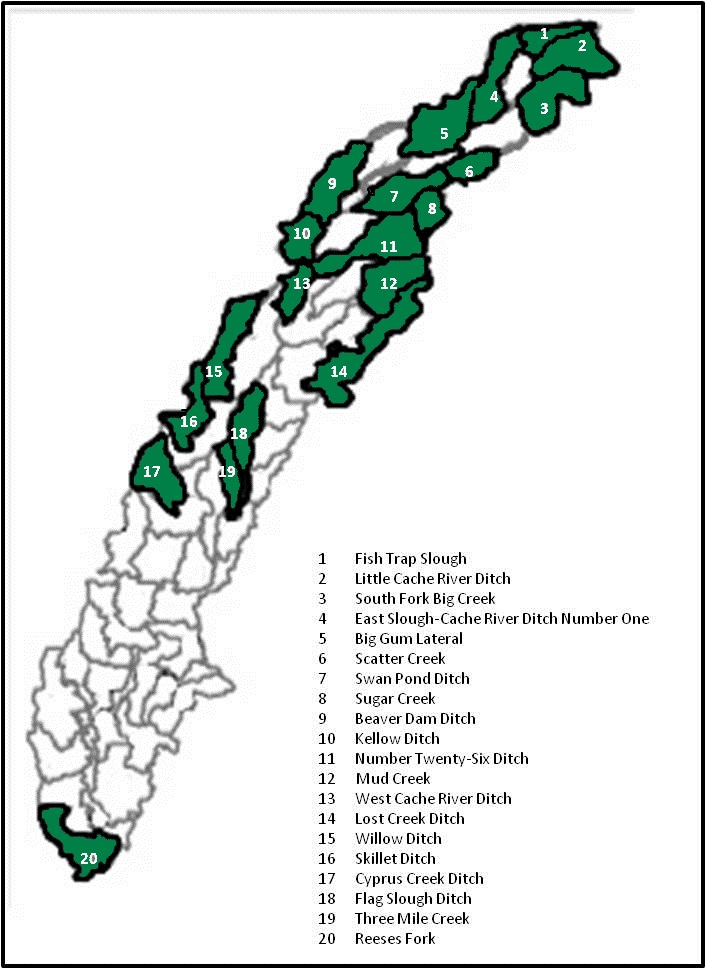 1
2
3
4
5
6
7
8
9
10
11
12
13
14
15
16
17
18
19
20
1 Fish Trap Slough
2 Little Cache River Ditch
3 South Fork Big Creek
4 East Slough-Cache River Ditch Number One
5 Big Gum Lateral
6 Scatter Creek
7 Swan Pond Ditch
8 Sugar Creek
9 Beaver Dam Ditch
10 Kellow Ditch
11 Number Twenty-Six Ditch
12 Mud Creek
13 West Cache River Ditch
14 Lost Creek Ditch
15 Willow Ditch
16 Skillet Ditch
17 Cyprus Creek Ditch
18 Flag Slough Ditch
19 Three Mile Creek
20 Reeses Fork